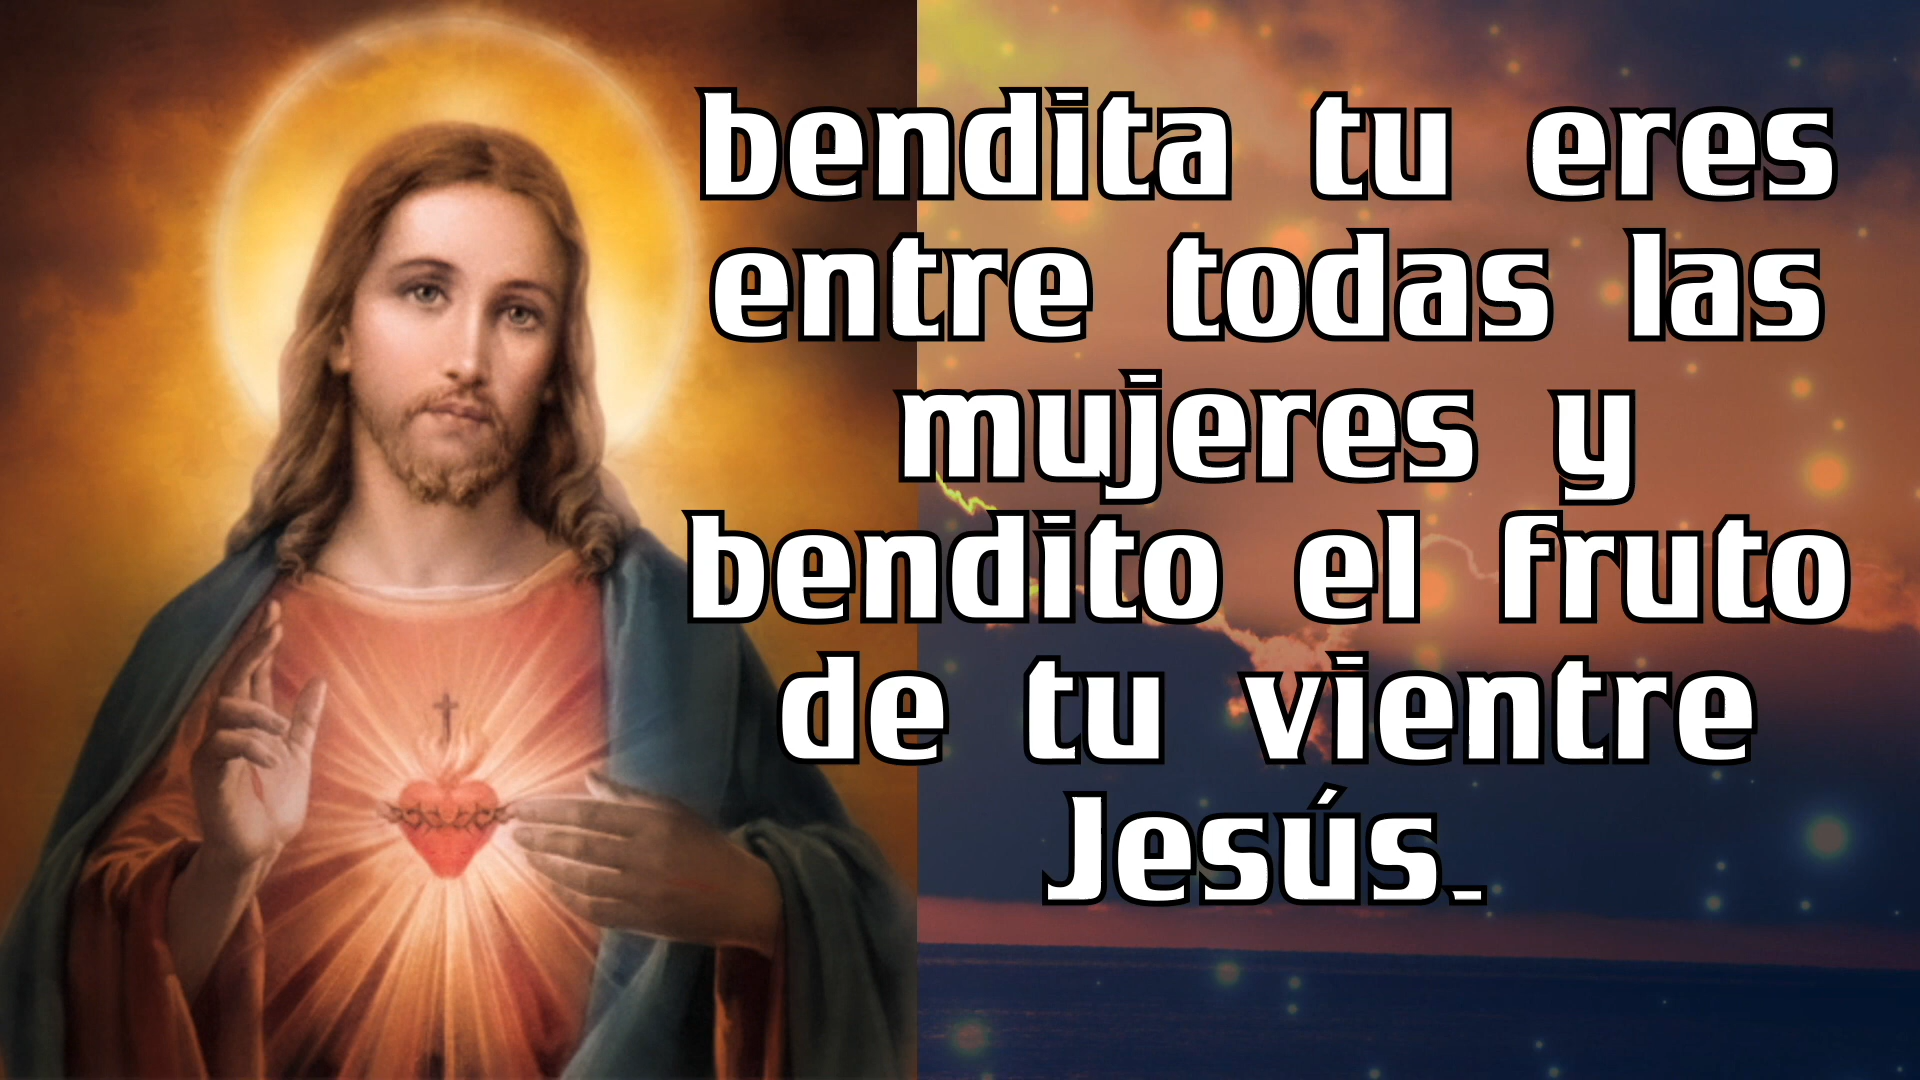 bendita tu eres
entre todas las
mujeres y
bendito el fruto
de tu vientre
Jesús.